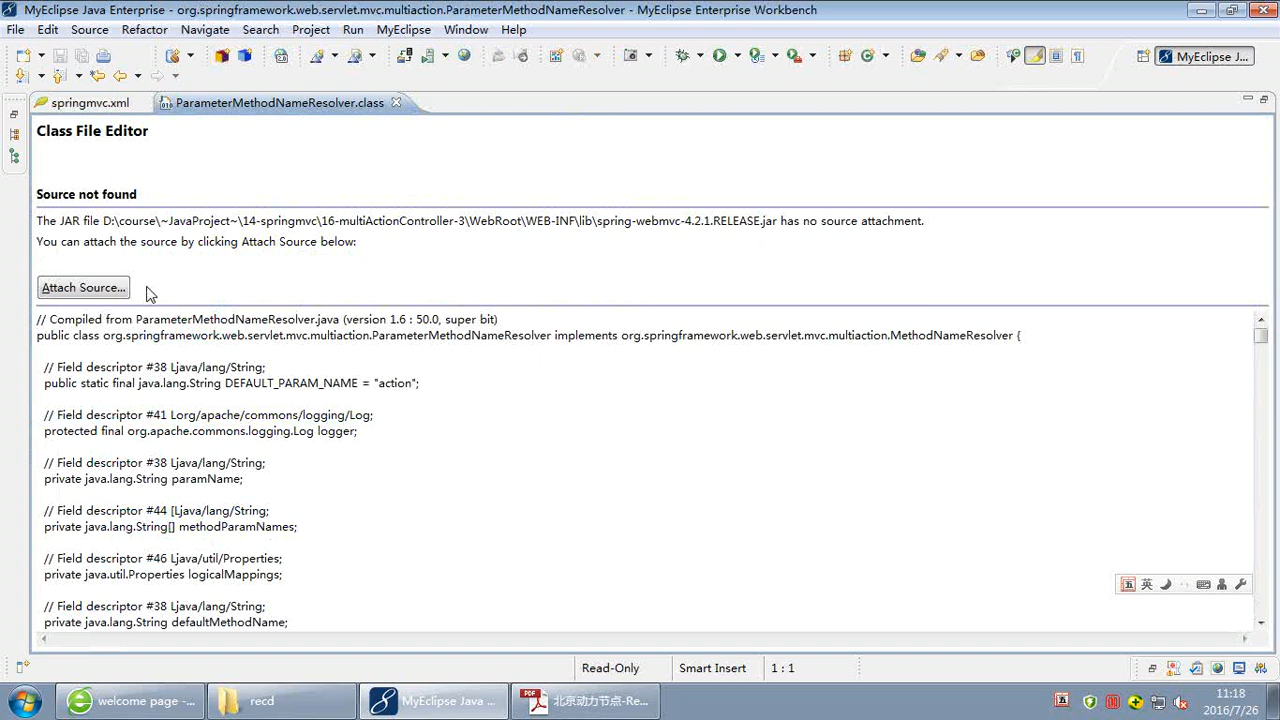 MyEclipse Java Enterprise - org.springframework.web.servlet.mvc.multiaction.ParameterMethodNameResolver - MyEclipse Enterprise Workbench
File Edit Source Refactor Navigate Search Project Run MyEclipse Window Help
MyEclipse J...
springmvc.xml ParameterMethodNameResolver.class
Class File Editor
Source not found
The JAR file D:\course\~JavaProject~\14-springmvc\16-multiActionController-3\WebRoot\WEB-INF\lib\spring-webmvc-4.2.1.RELEASE.jar has no source attachment.
You can attach the source by clicking Attach Source below:
Attach Source...
// Compiled from ParameterMethodNameResolver.java (version 1.6 : 50.0, super bit)
public class org.springframework.web.servlet.mvc.multiaction.ParameterMethodNameResolver implements org.springframework.web.servlet.mvc.multiaction.MethodNameResolver {
// Field descriptor #38 Ljava/lang/String;
public static final java.lang.String DEFAULT_PARAM_NAME = "action";
// Field descriptor #41 Lorg/apache/commons/logging/Log;
protected final org.apache.commons.logging.Log logger;
// Field descriptor #38 Ljava/lang/String;
private java.lang.String paramName;
// Field descriptor #44 [Ljava/lang/String;
private java.lang.String[] methodParamNames;
// Field descriptor #46 Ljava/util/Properties;
private java.util.Properties logicalMappings;
// Field descriptor #38 Ljava/lang/String;
private java.lang.String defaultMethodName;
五 英
Read-Only Smart Insert 1 : 1
welcome page -... recd MyEclipse Java ... 北京动力节点-Re...
11:18
2016/7/26